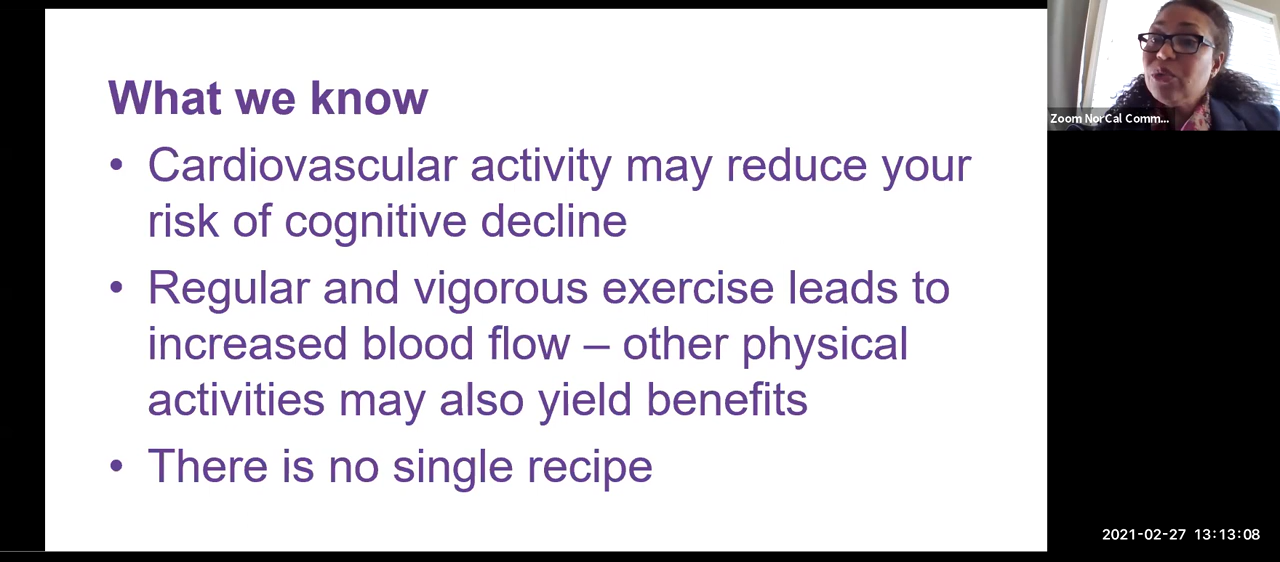 What we know
• Cardiovascular activity may reduce your
risk of cognitive decline
• Regular and vigorous exercise leads to
increased blood flow – other physical
activities may also yield benefits
• There is no single recipe
Zoom NorCal Comm...
2021-02-27 13:13:08